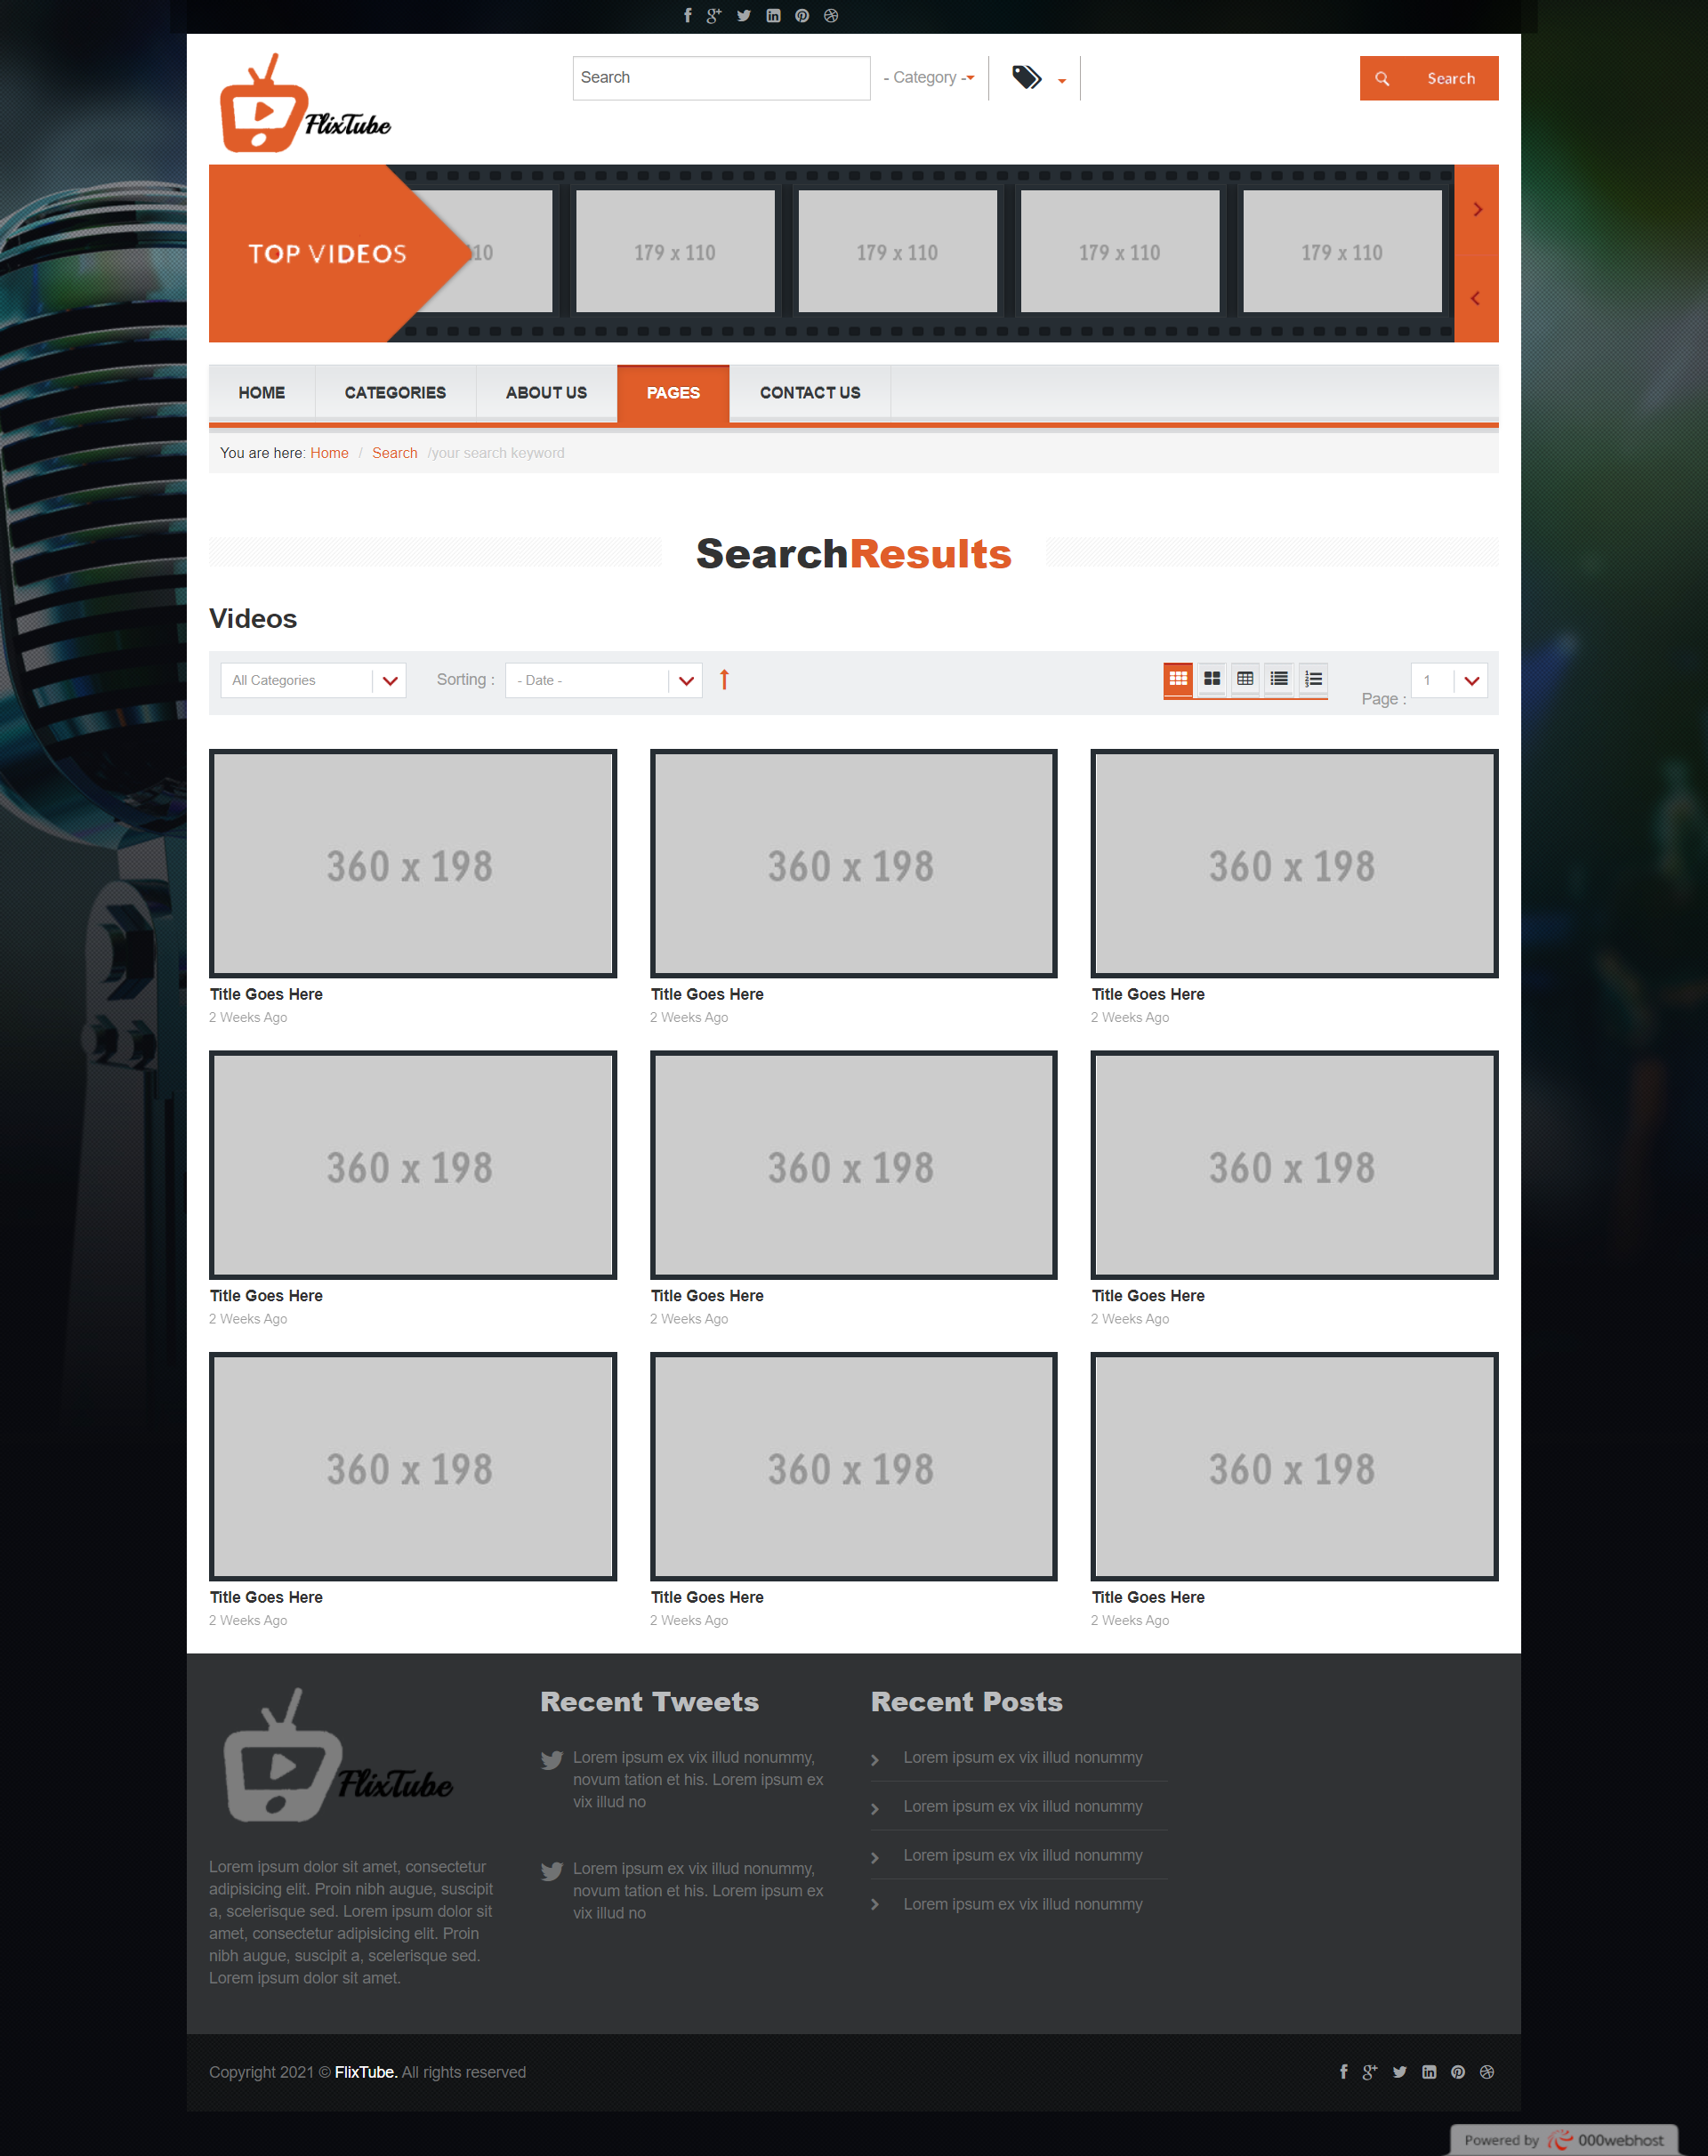 FlixTube
Search
- Category -
Search
TOP VIDEOS
10
179 x 110
179 x 110
179 x 110
179 x 110
HOME
CATEGORIES
ABOUT US
PAGES
CONTACT US
You are here: Home / Search /your search keyword
SearchResults
Videos
All Categories
Sorting :
- Date -
Page :
1
360 x 198
360 x 198
360 x 198
Title Goes Here
Title Goes Here
Title Goes Here
2 Weeks Ago
2 Weeks Ago
2 Weeks Ago
360 x 198
360 x 198
360 x 198
Title Goes Here
Title Goes Here
Title Goes Here
2 Weeks Ago
2 Weeks Ago
2 Weeks Ago
360 x 198
360 x 198
360 x 198
Title Goes Here
Title Goes Here
Title Goes Here
2 Weeks Ago
2 Weeks Ago
2 Weeks Ago
FlixTube
Lorem ipsum dolor sit amet, consectetur
adipisicing elit. Proin nibh augue, suscipit
a, scelerisque sed. Lorem ipsum dolor sit
amet, consectetur adipisicing elit. Proin
nibh augue, suscipit a, scelerisque sed.
Lorem ipsum dolor sit amet.
Recent Tweets
Lorem ipsum ex vix illud nonummy,
novum tation et his. Lorem ipsum ex
vix illud no
Lorem ipsum ex vix illud nonummy,
novum tation et his. Lorem ipsum ex
vix illud no
Recent Posts
Lorem ipsum ex vix illud nonummy
Lorem ipsum ex vix illud nonummy
Lorem ipsum ex vix illud nonummy
Lorem ipsum ex vix illud nonummy
Copyright 2021 © FlixTube. All rights reserved
Powered by 000webhost